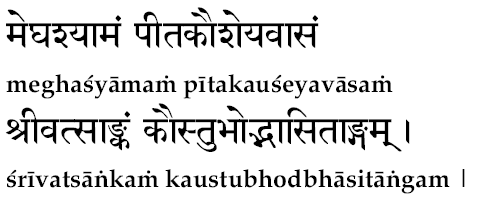 मेघश्यामं पीतकौशेयवासं
meghaśyāmaṁ pītakauśeyavāsaṁ
श्रीवत्साङ्कं कौस्तुभोद्भासिताङ्गम् ।
śrīvatsāṅkaṁ kaustubhodbhāsitāṅgam |